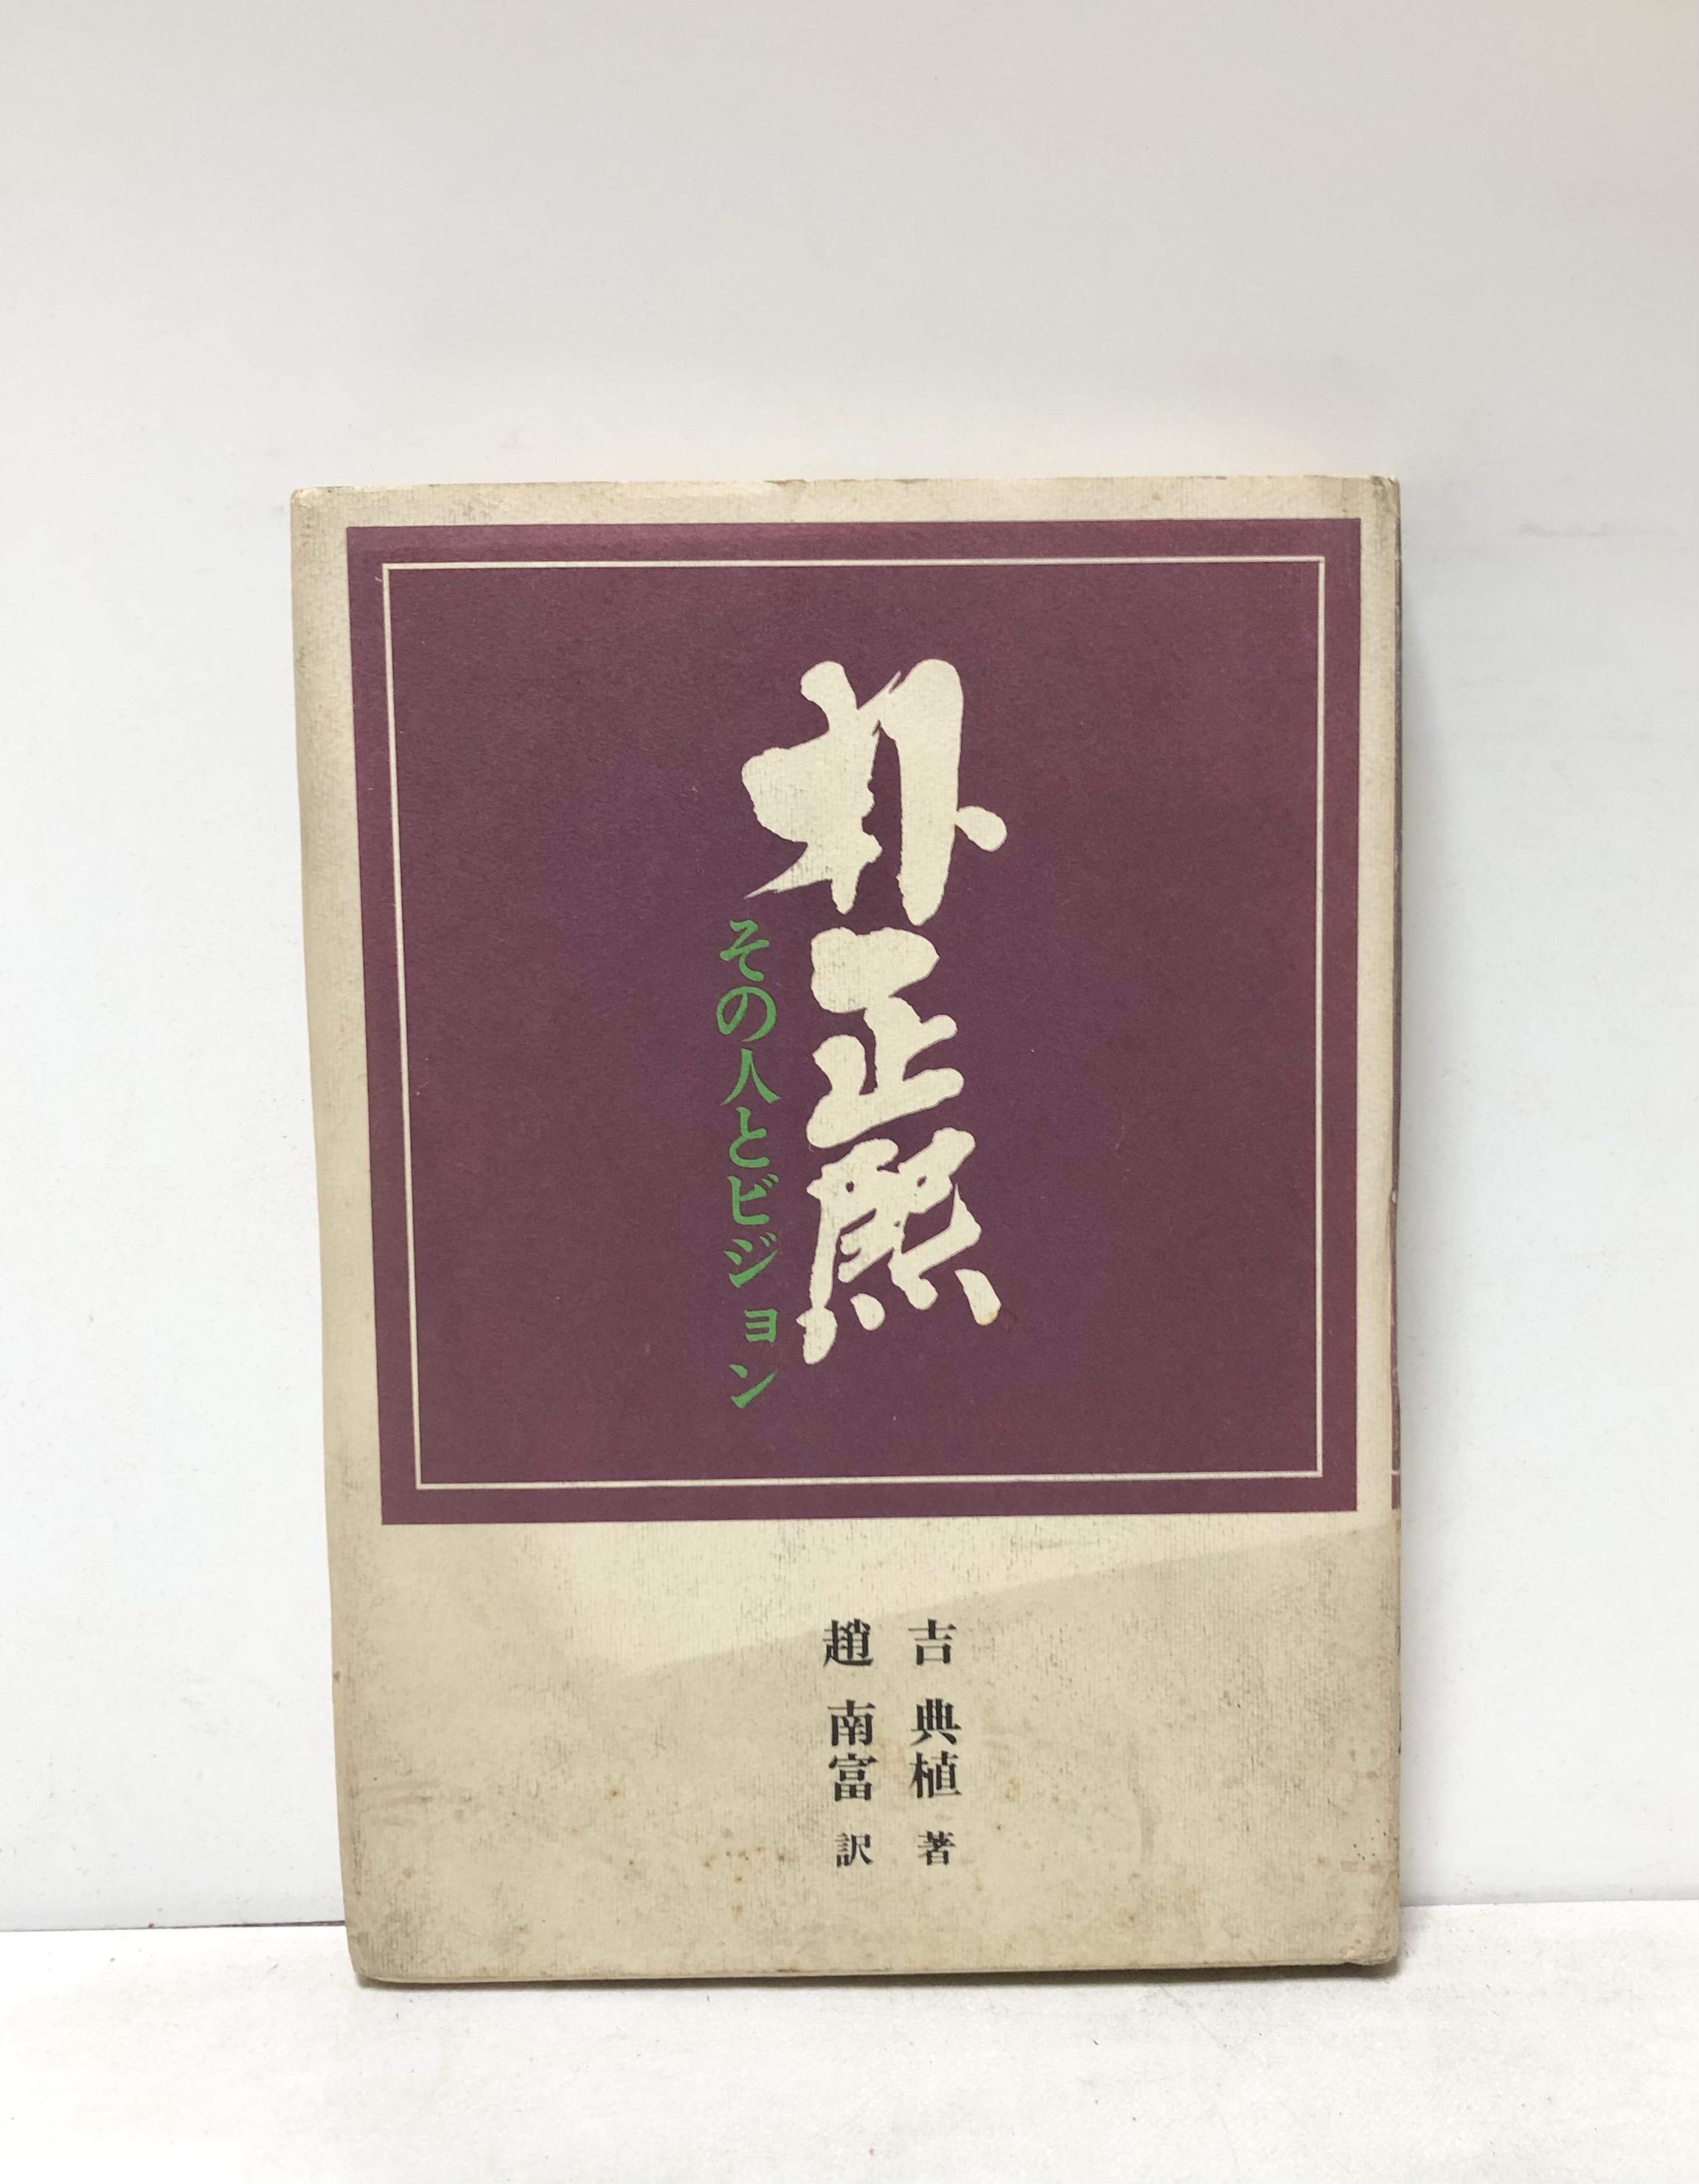 朴正熙
その人とビジョン
吉典植 著
趙南富 訳